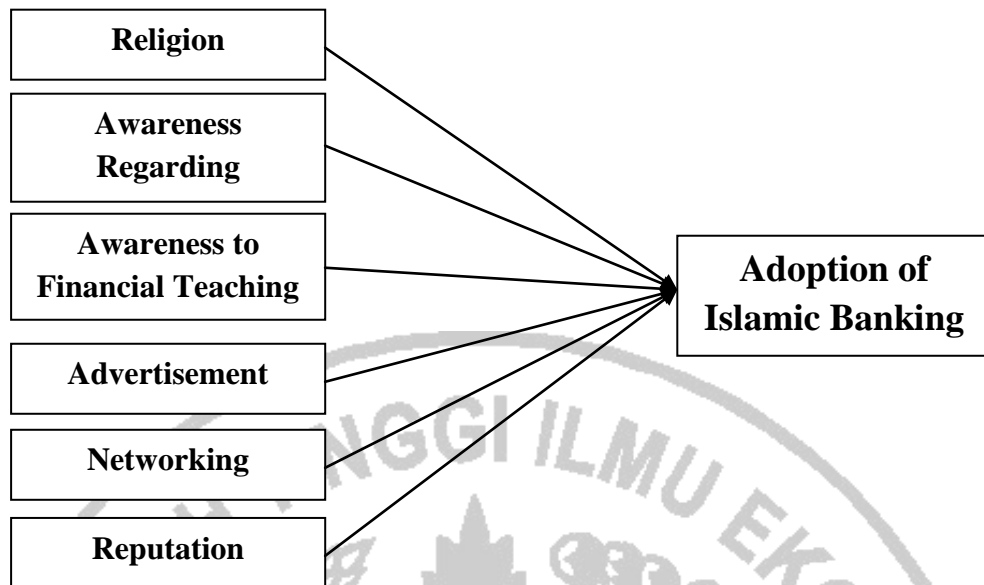 Religion
Awareness
Regarding
Awareness to
Financial Teaching
Adoption of
Islamic Banking
Advertisement
Networking
Reputation
NGGI ILMU EK